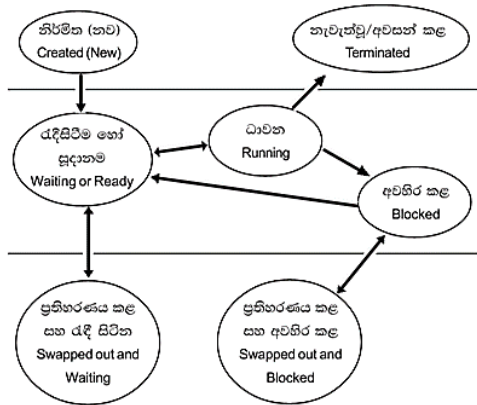 නිර්මිත (නව)
Created (New)
නැවැත්වූ/අවසන් කළ
Terminated
රැඳීසිටීම හෝ
සූදානම
Waiting or Ready
ධාවන
Running
අවහිර කළ
Blocked
ප්‍රතිහරණය කළ
සහ රැඳී සිටින
Swapped out and
Waiting
ප්‍රතිහරණය කළ
සහ අවහිර කළ
Swapped out and
Blocked